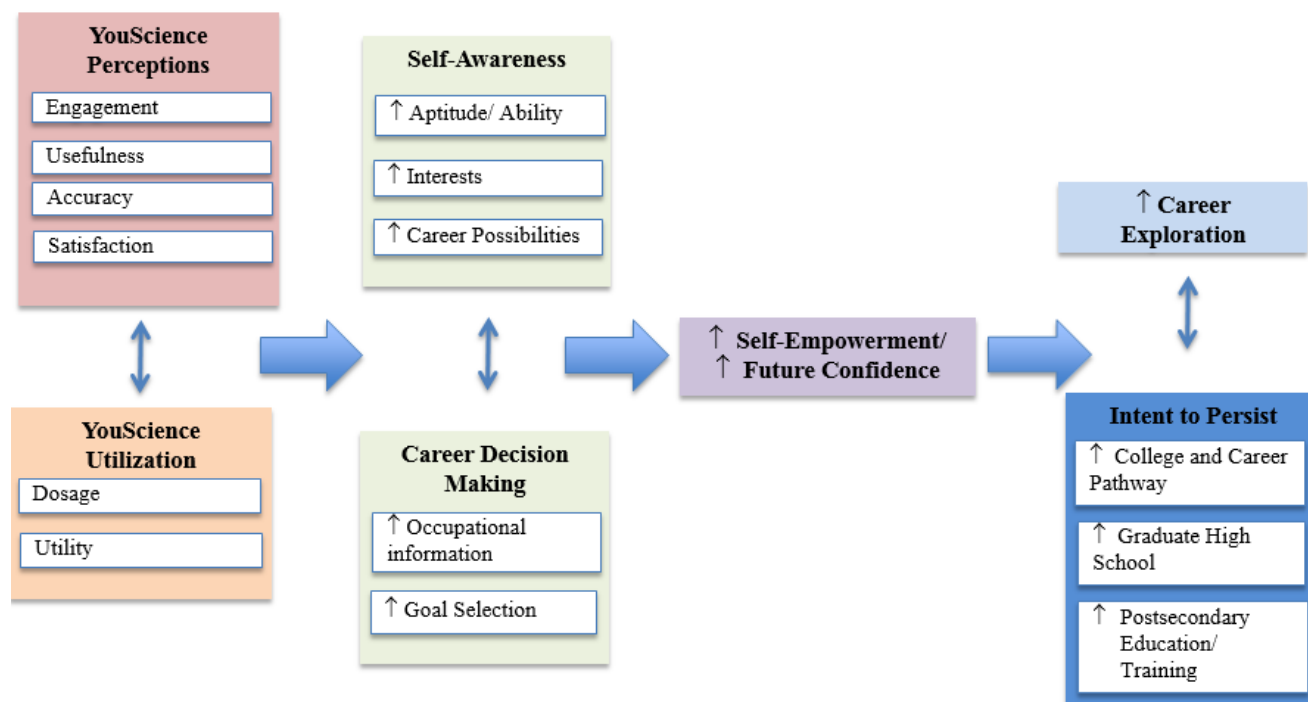 YouScience
Perceptions
Engagement
Usefulness
Accuracy
Satisfaction
YouScience
Utilization
Dosage
Utility
Self-Awareness
↑ Aptitude/ Ability
↑ Interests
↑ Career Possibilities
Career Decision
Making
↑ Occupational
information
↑ Goal Selection
↑ Self-Empowerment/
↑ Future Confidence
↑ Career
Exploration
Intent to Persist
↑ College and Career
Pathway
↑ Graduate High
School
↑ Postsecondary
Education/
Training